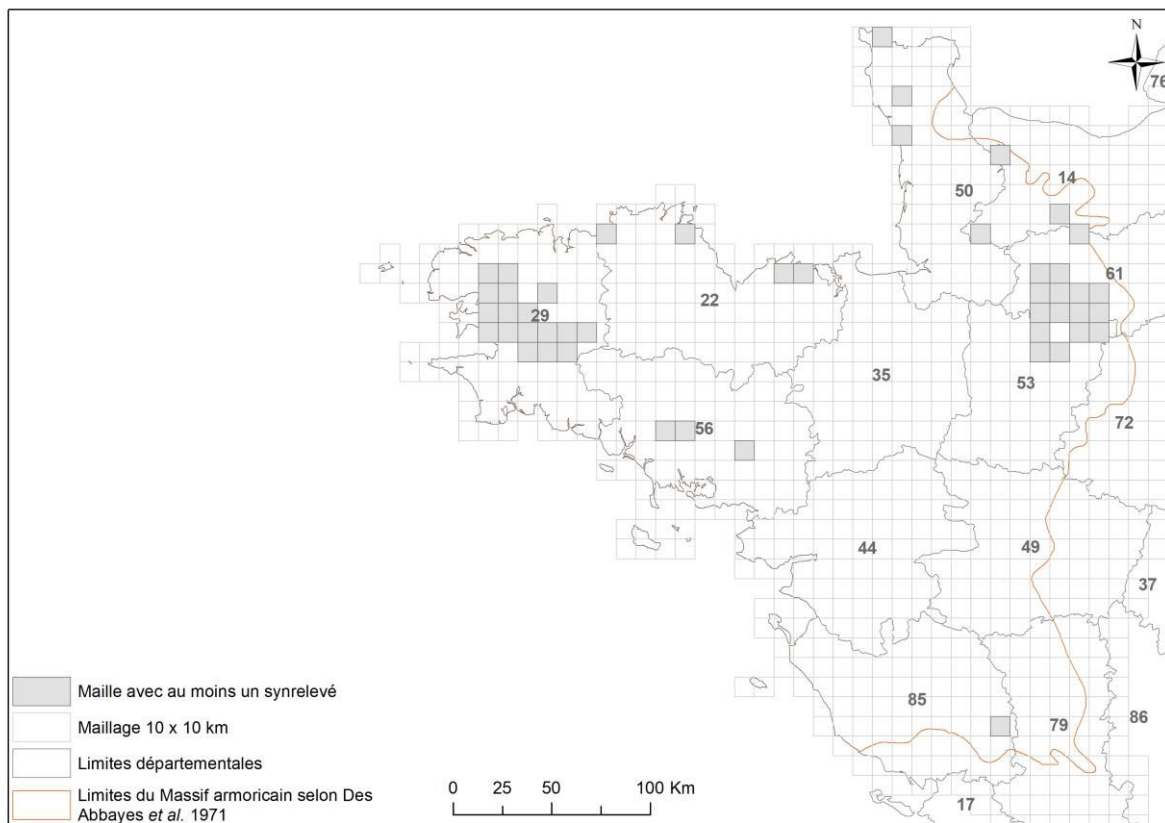 N
76
14
50
61
22
29
35
53
72
56
44
49
37
85
79
86
17
Maille avec au moins un synrelevé
Maillage 10 x 10 km
Limites départementales
Limites du Massif armoricain selon Des
Abbayes et al. 1971
0 25 50 100 Km